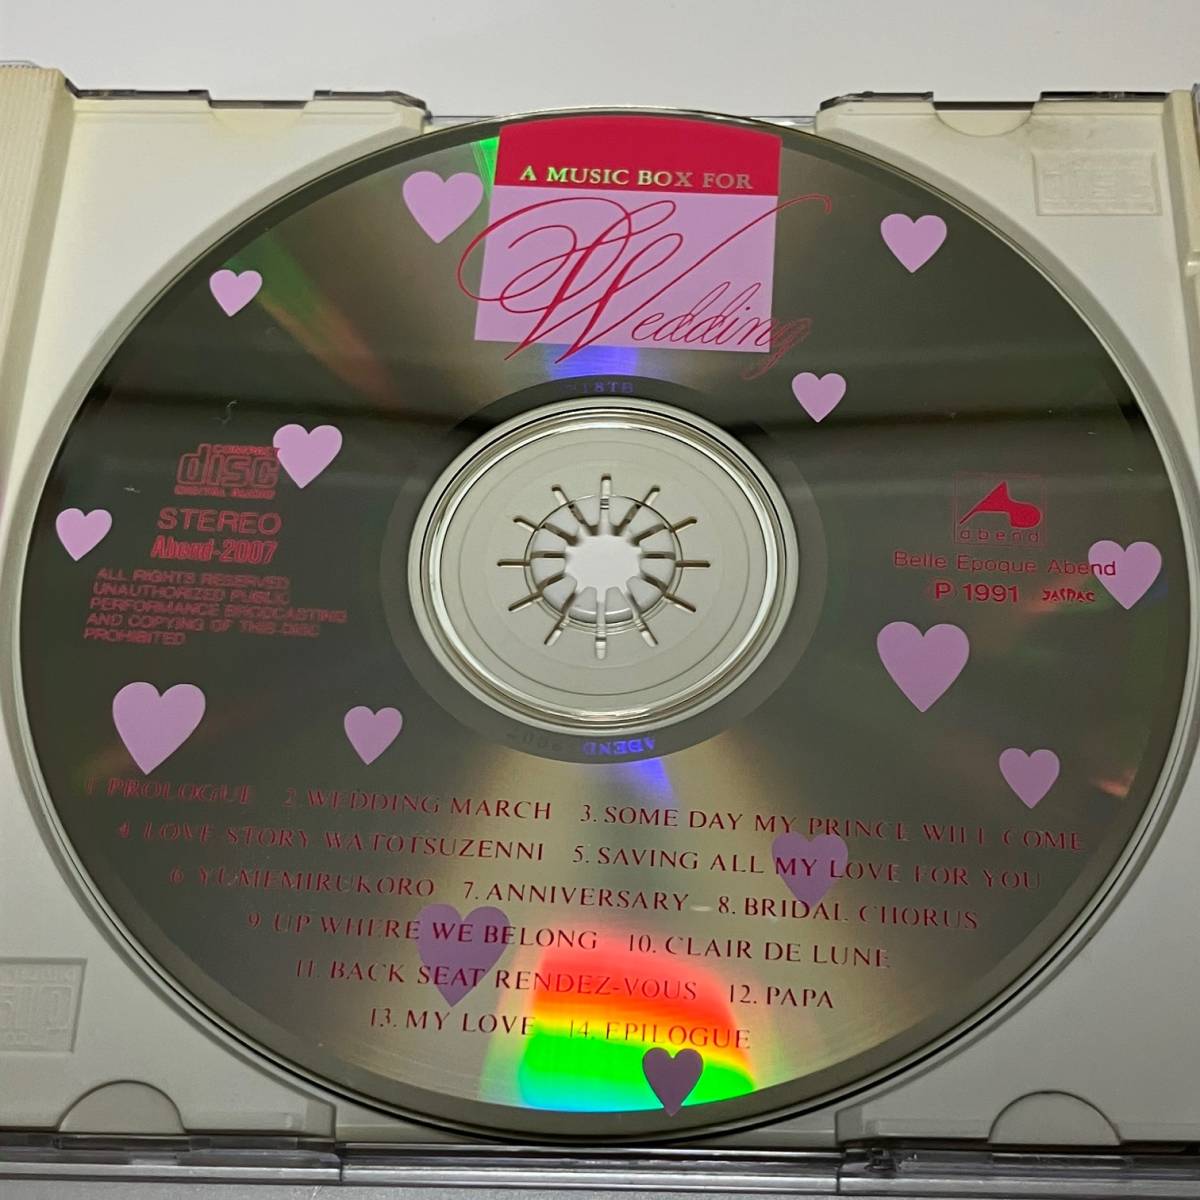 A MUSIC BOX FOR
Wedding
COMPACT
disc
DIGITAL AUDIO
STEREO
Abend-2007
ALL RIGHTS RESERVED
UNAUTHORIZED PUBLIC
PERFORMANCE BROCASTING
AND COPYING OF THIS DISC
PROHIBITED
abend
Belle Epoque Abend
P 1991 JASRAC
ABEND
1. PROLOGUE 2. WEDDING MARCH 3. SOME DAY MY PRINCE WILL COME
4. LOVE STORY WA TOTSUZENNI 5. SAVING ALL MY LOVE FOR YOU
6. YUMEMIRUKORO 7. ANNIVERSARY 8. BRIDAL CHORUS
9. UP WHERE WE BELONG 10. CLAIR DE LUNE
11. BACK SEAT RENDEZ-VOUS 12. PAPA
13. MY LOVE 14. EPILOGUE